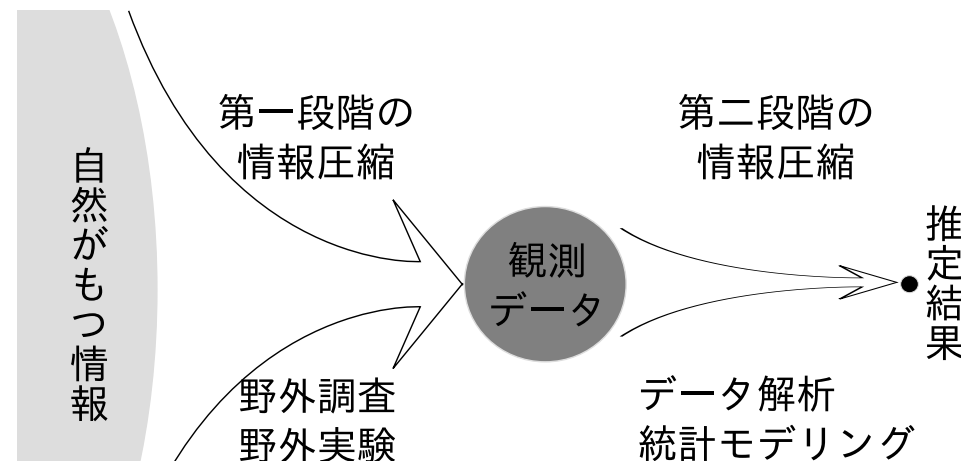 自然がもつ情報
第一段階の
情報圧縮
野外調査
野外実験
観測
データ
第二段階の
情報圧縮
データ解析
統計モデリング
推定結果